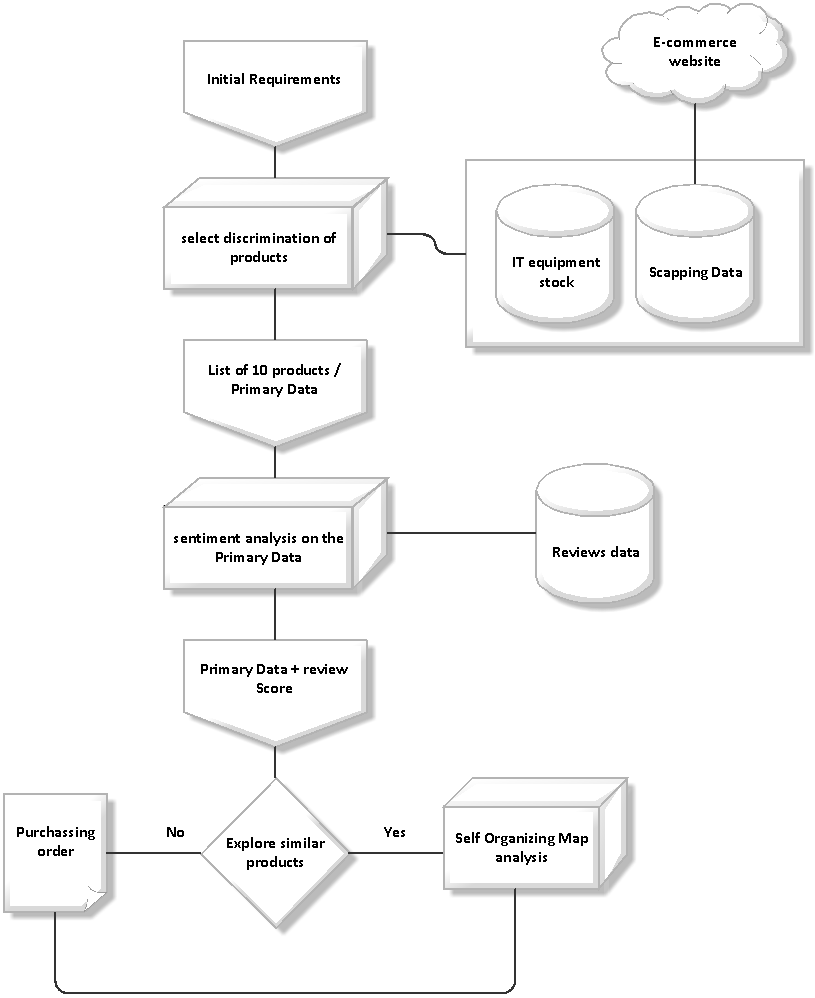 E-commerce
website
Initial Requirements
select discrimination of
products
IT equipment
stock
Scapping Data
List of 10 products /
Primary Data
sentiment analysis on the
Primary Data
Reviews data
Primary Data + review
Score
Purchassing
order
No
Explore similar
products
Yes
Self Organizing Map
analysis